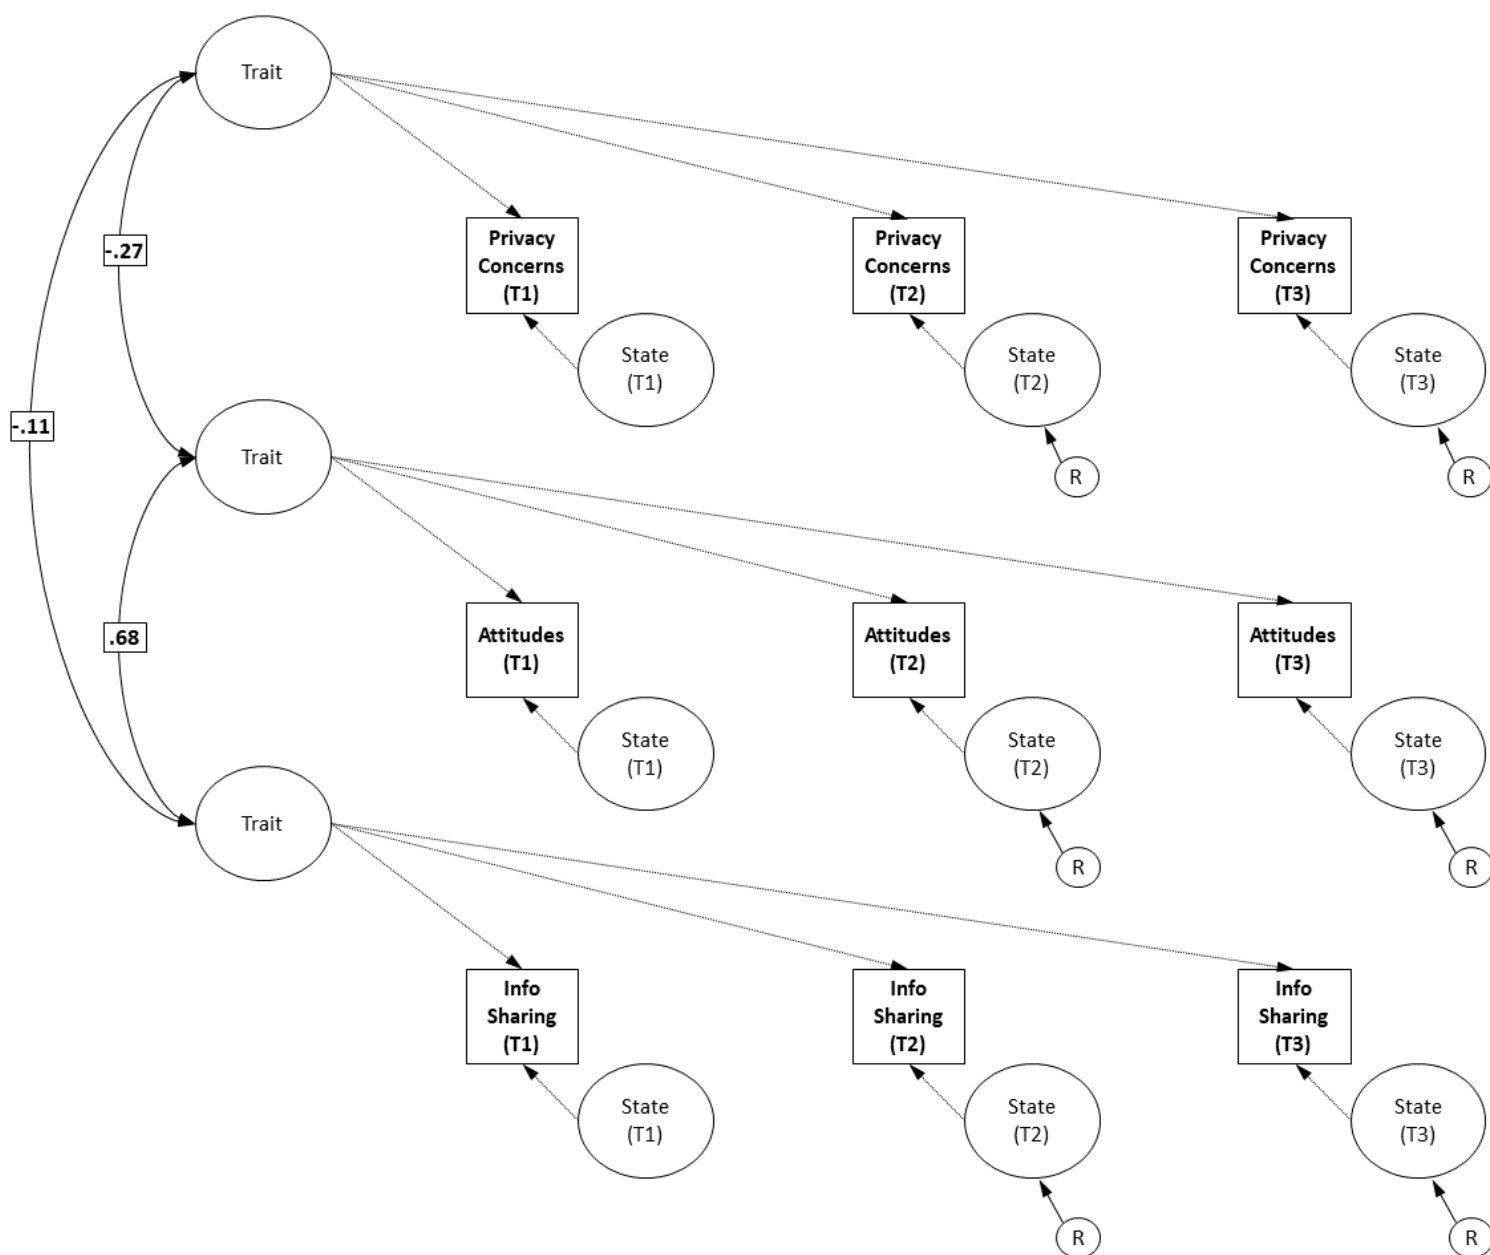 Trait
-.27
Privacy
Concerns
(T1)
Privacy
Concerns
(T2)
Privacy
Concerns
(T3)
State
(T1)
State
(T2)
State
(T3)
R
R
-.11
Trait
.68
Attitudes
(T1)
Attitudes
(T2)
Attitudes
(T3)
State
(T1)
State
(T2)
State
(T3)
R
R
Trait
Info
Sharing
(T1)
Info
Sharing
(T2)
Info
Sharing
(T3)
State
(T1)
State
(T2)
State
(T3)
R
R